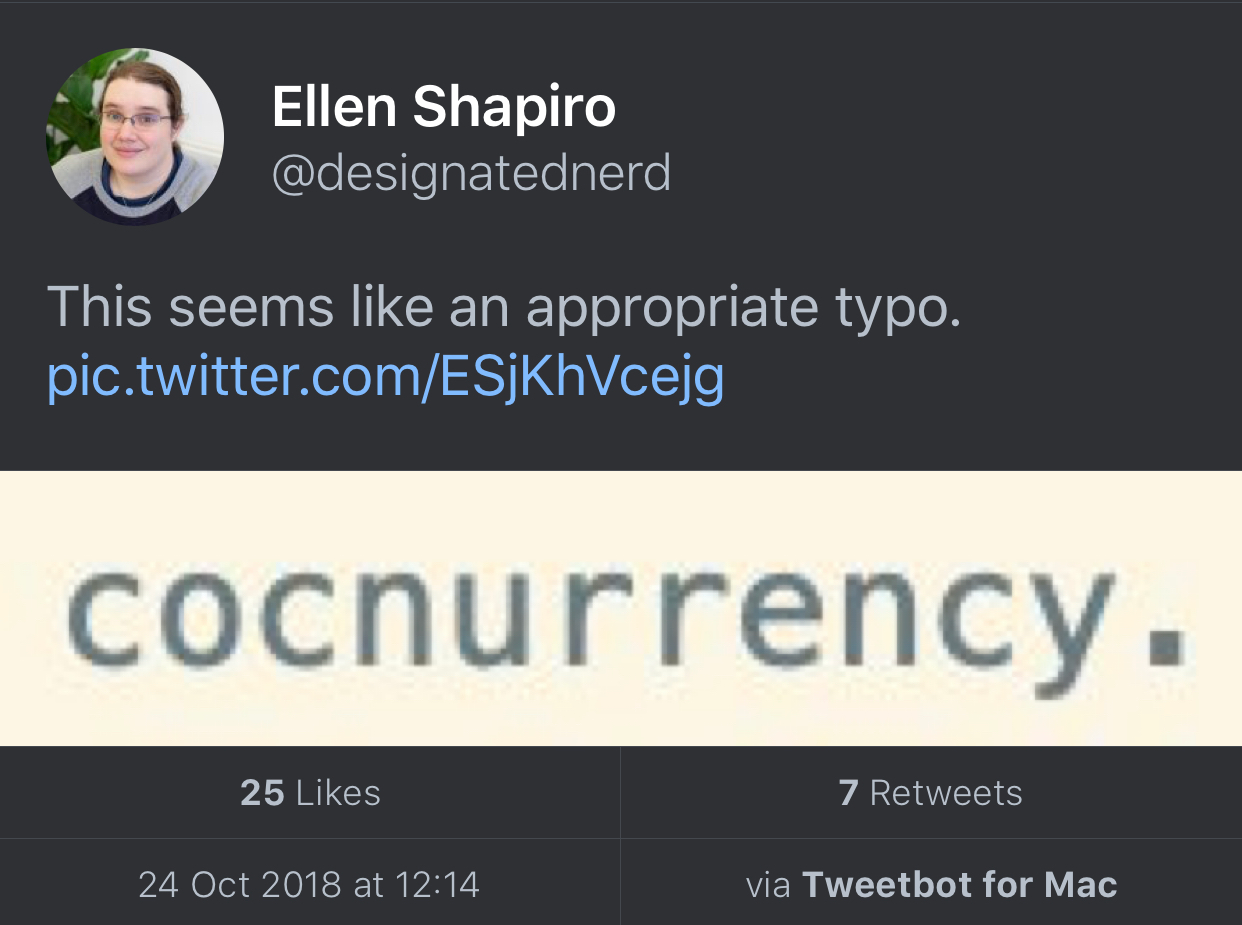 Ellen Shapiro
@designatednerd
This seems like an appropriate typo.
pic.twitter.com/ESjKhVcejg
cocnurrency.
25 Likes
7 Retweets
24 Oct 2018 at 12:14
via Tweetbot for Mac